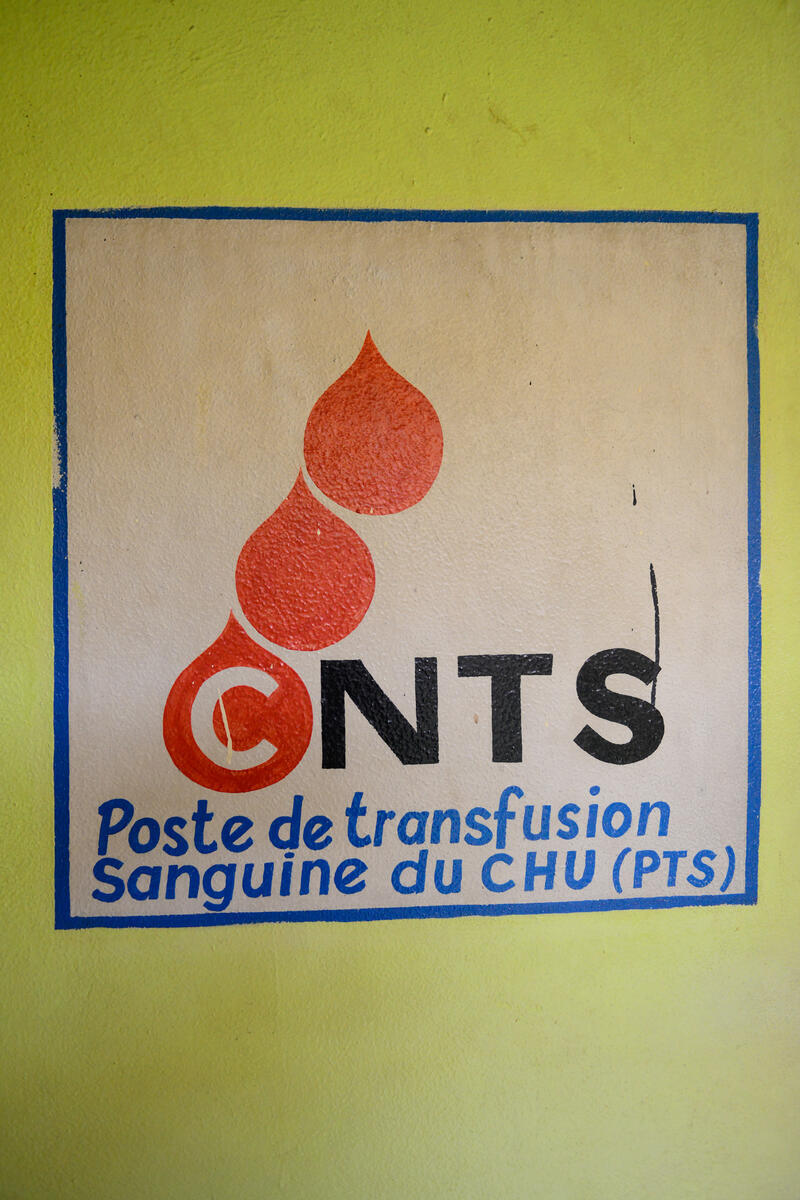 CNTS
Poste de transfusion
Sanguine du CHU (PTS)